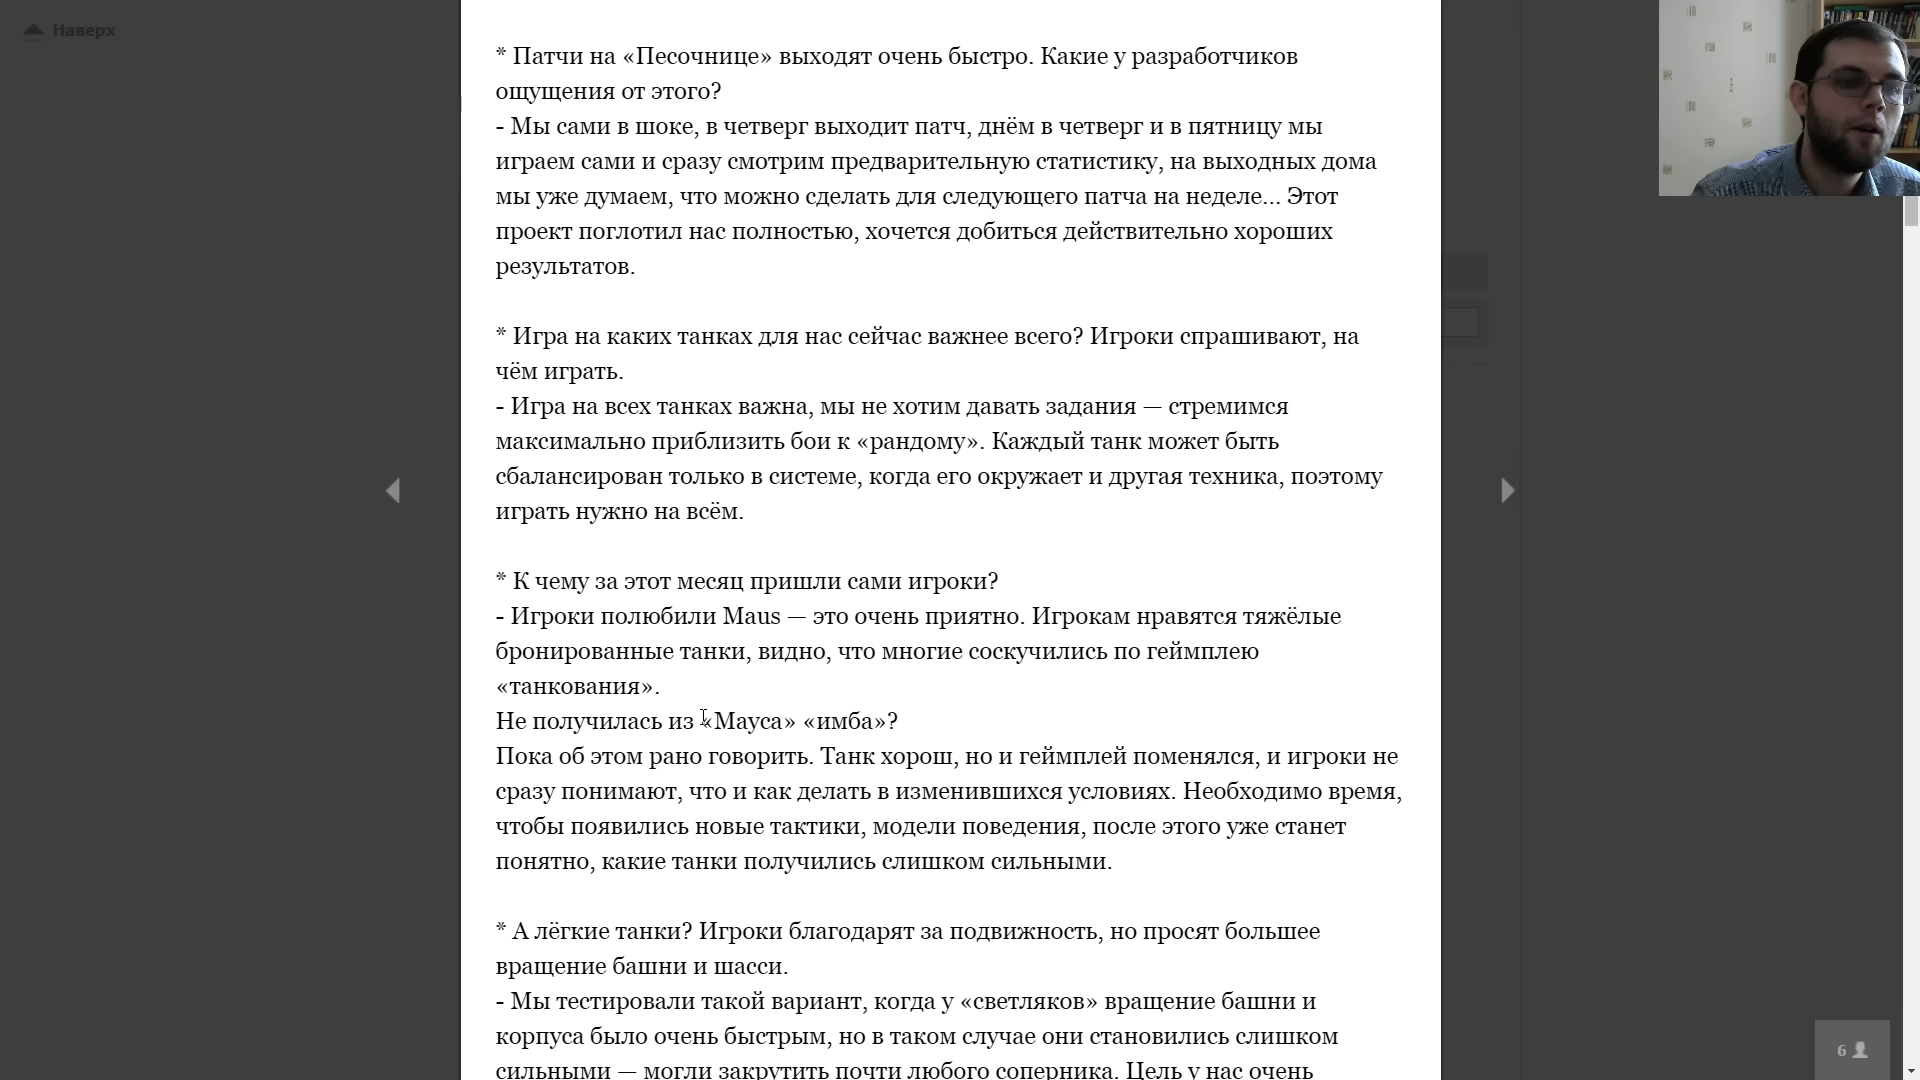 Наверх
* Патчи на «Песочнице» выходят очень быстро. Какие у разработчиков
ощущения от этого?
- Мы сами в шоке, в четверг выходит патч, днём в четверг и в пятницу мы
играем сами и сразу смотрим предварительную статистику, на выходных дома
мы уже думаем, что можно сделать для следующего патча на неделе... Этот
проект поглотил нас полностью, хочется добиться действительно хороших
результатов.
* Игра на каких танках для нас сейчас важнее всего? Игроки спрашивают, на
чём играть.
- Игра на всех танках важна, мы не хотим давать задания — стремимся
максимально приблизить бои к «рандому». Каждый танк может быть
сбалансирован только в системе, когда его окружает и другая техника, поэтому
играть нужно на всём.
* К чему за этот месяц пришли сами игроки?
- Игроки полюбили Maus — это очень приятно. Игрокам нравятся тяжёлые
бронированные танки, видно, что многие соскучились по геймплею
«танкования».
Не получилась из «Мауса» «имба»?
Пока об этом рано говорить. Танк хорош, но и геймплей поменялся, и игроки не
сразу понимают, что и как делать в изменившихся условиях. Необходимо время,
чтобы появились новые тактики, модели поведения, после этого уже станет
понятно, какие танки получились слишком сильными.
* А лёгкие танки? Игроки благодарят за подвижность, но просят большее
вращение башни и шасси.
- Мы тестировали такой вариант, когда у «светляков» вращение башни и
корпуса было очень быстрым, но в таком случае они становились слишком
сильными — могли закрутить почти любого соперника. Цель у нас очень
6